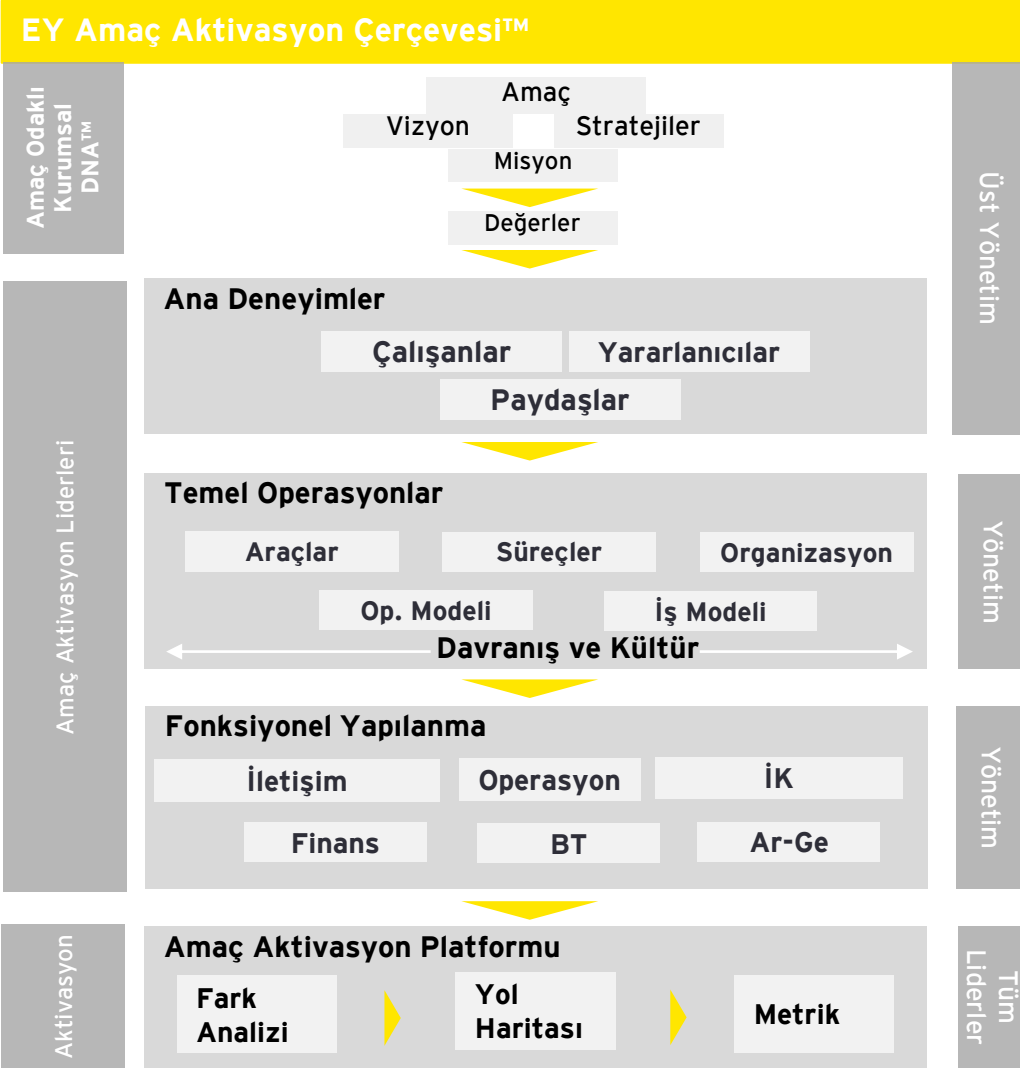 EY Amaç Aktivasyon Çerçevesi™
Amaç Odaklı
Kurumsal
DNA™
Amaç
Vizyon
Stratejiler
Misyon
Değerler
Üst Yönetim
Amaç Aktivasyon Liderleri
Ana Deneyimler
Çalışanlar
Yararlanıcılar
Paydaşlar
Temel Operasyonlar
Araçlar
Süreçler
Organizasyon
Op. Modeli
İş Modeli
Davranış ve Kültür
Yönetim
Fonksiyonel Yapılanma
İletişim
Operasyon
İK
Finans
BT
Ar-Ge
Yönetim
Aktivasyon
Amaç Aktivasyon Platformu
Fark
Analizi
Yol
Haritası
Metrik
Tüm
Liderler